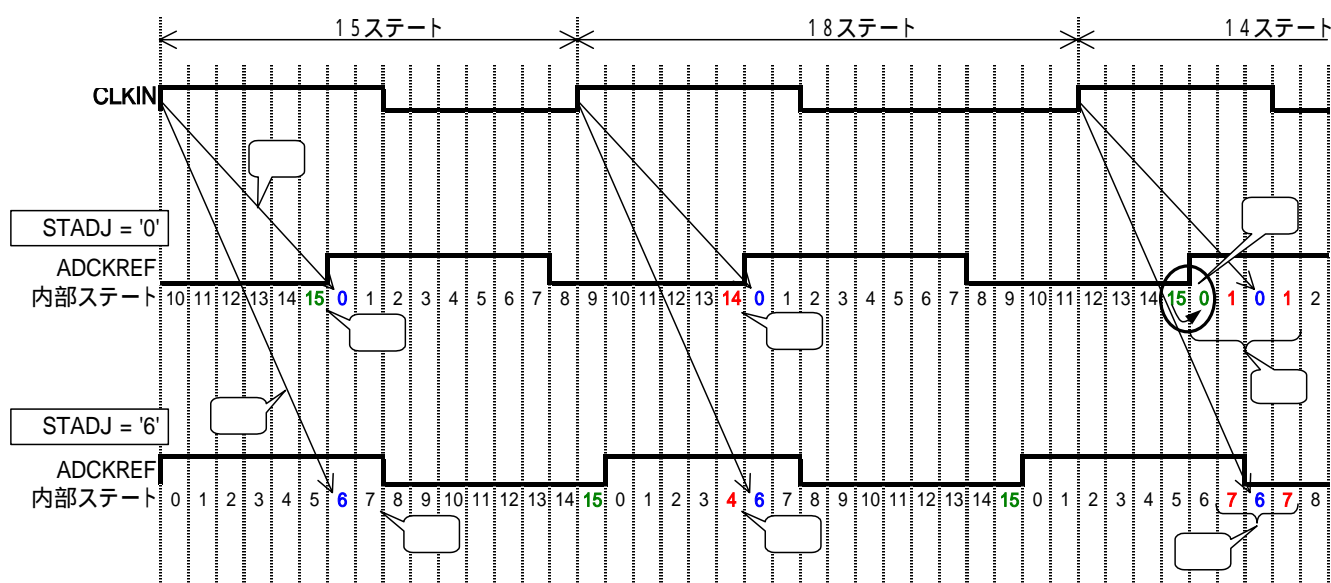 15ステート 18ステート 14ステート
CLKIN
STADJ = '0'
ADCKREF
内部ステート 10 11 12 13 14 15 0 1 2 3 4 5 6 7 8 9 10 11 12 13 14 0 1 2 3 4 5 6 7 8 9 10 11 12 13 14 15 0 1 0 1 2
STADJ = '6'
ADCKREF
内部ステート 0 1 2 3 4 5 6 7 8 9 10 11 12 13 14 15 0 1 2 3 4 6 7 8 9 10 11 12 13 14 15 0 1 2 3 4 5 6 7 6 7 8